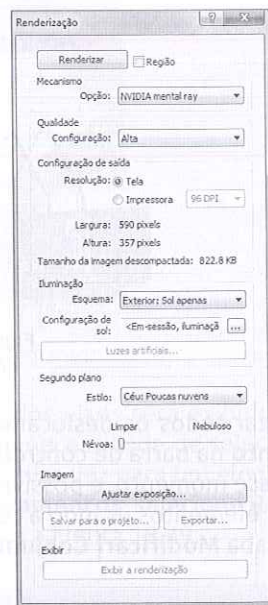 Renderização
Renderizar Região
Mecanismo
Opção: NVIDIA mental ray
Qualidade
Configuração: Alta
Configuração de saída
Resolução: Tela
Impressora 96 DPI
Largura: 590 pixels
Altura: 357 pixels
Tamanho da imagem descompactada: 822.8 KB
Iluminação
Esquema: Exterior: Sol apenas
Configuração de sol: <Em-sessão, iluminaçã ...
Luzes artificiais...
Segundo plano
Estilo: Céu: Poucas nuvens
Limpar Nebuloso
Névoa:
Imagem
Ajustar exposição...
Salvar para o projeto... Exportar...
Exibir
Exibir a renderização